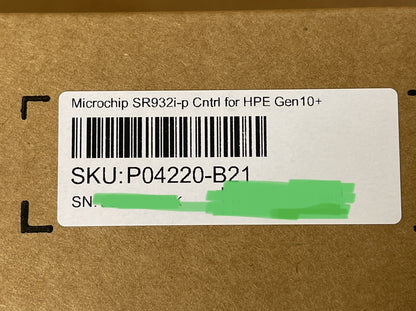 Microchip SR932i-p Cntrl for HPE Gen10+
SKU:P04220-B21
SN: